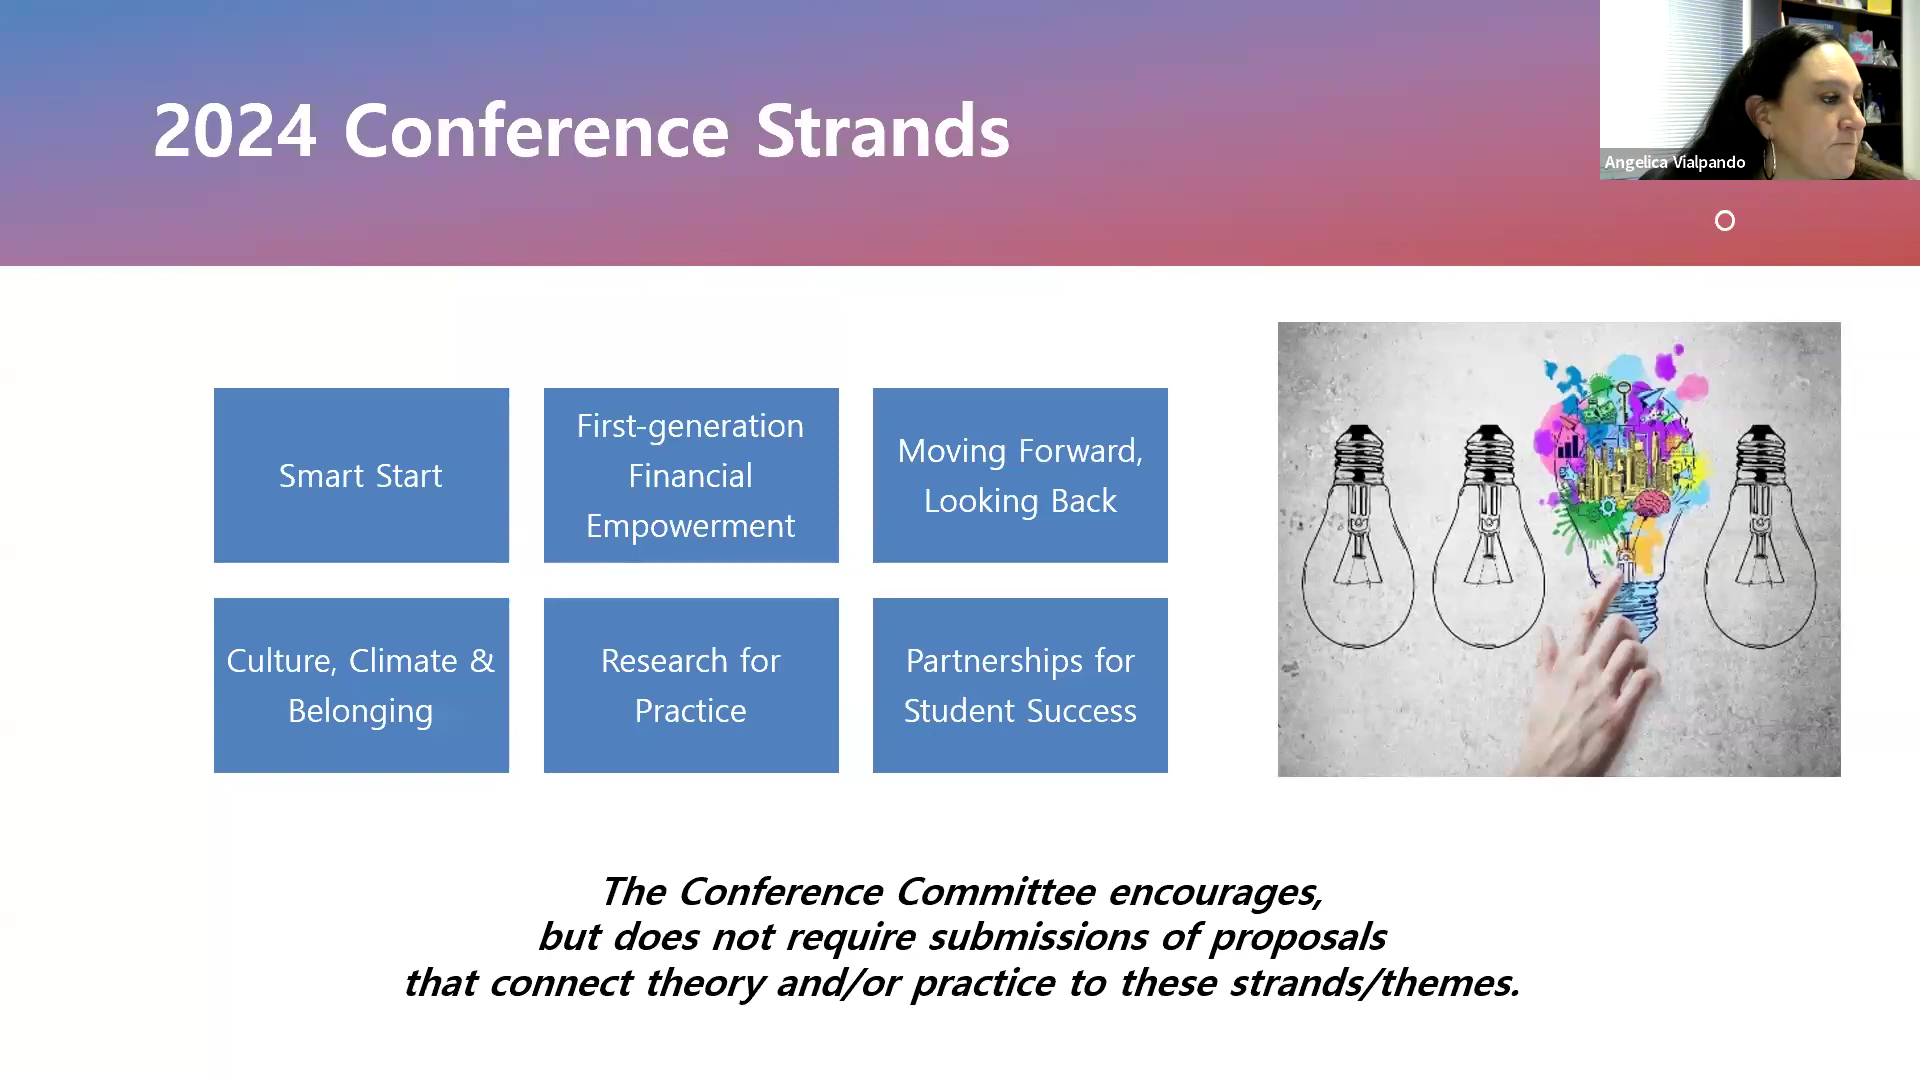 2024 Conference Strands
Angelica Vialpando
Smart Start
First-generation
Financial
Empowerment
Moving Forward,
Looking Back
Culture, Climate &
Belonging
Research for
Practice
Partnerships for
Student Success
The Conference Committee encourages,
but does not require submissions of proposals
that connect theory and/or practice to these strands/themes.